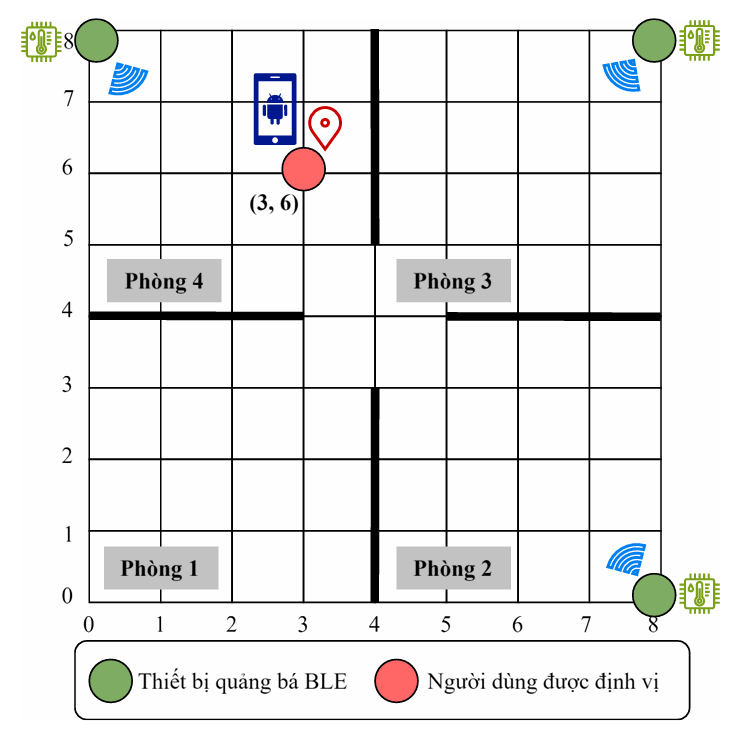 8
7
6
(3, 6)
5
Phòng 4
Phòng 3
4
3
2
1
Phòng 1
Phòng 2
0
0 1 2 3 4 5 6 7 8
Thiết bị quảng bá BLE
Người dùng được định vị